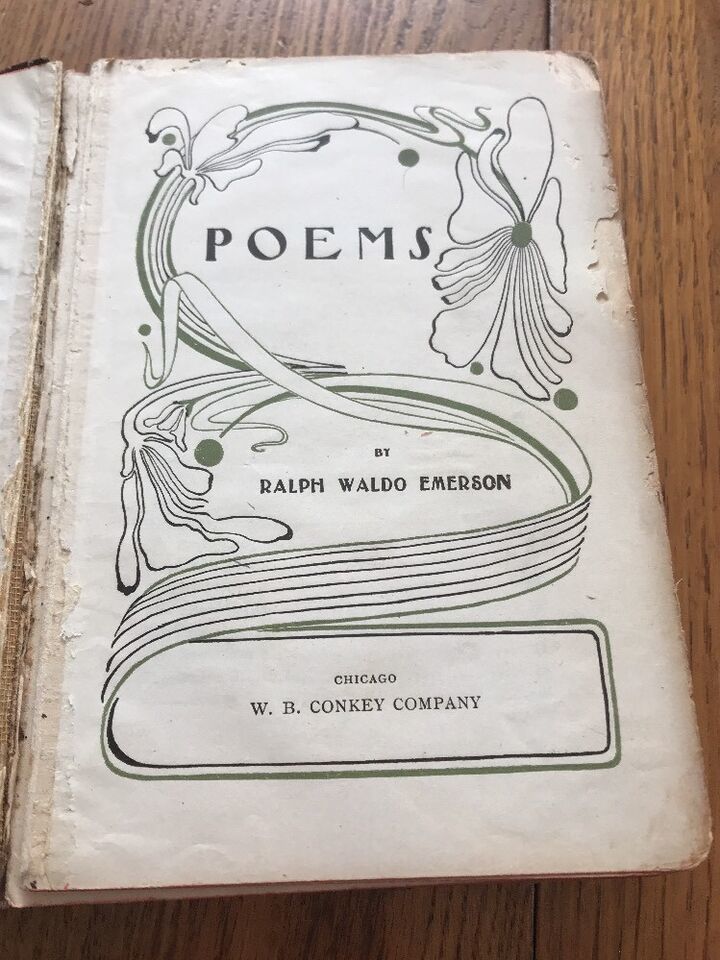 POEMS
BY
RALPH WALDO EMERSON
CHICAGO
W. B. CONKEY COMPANY